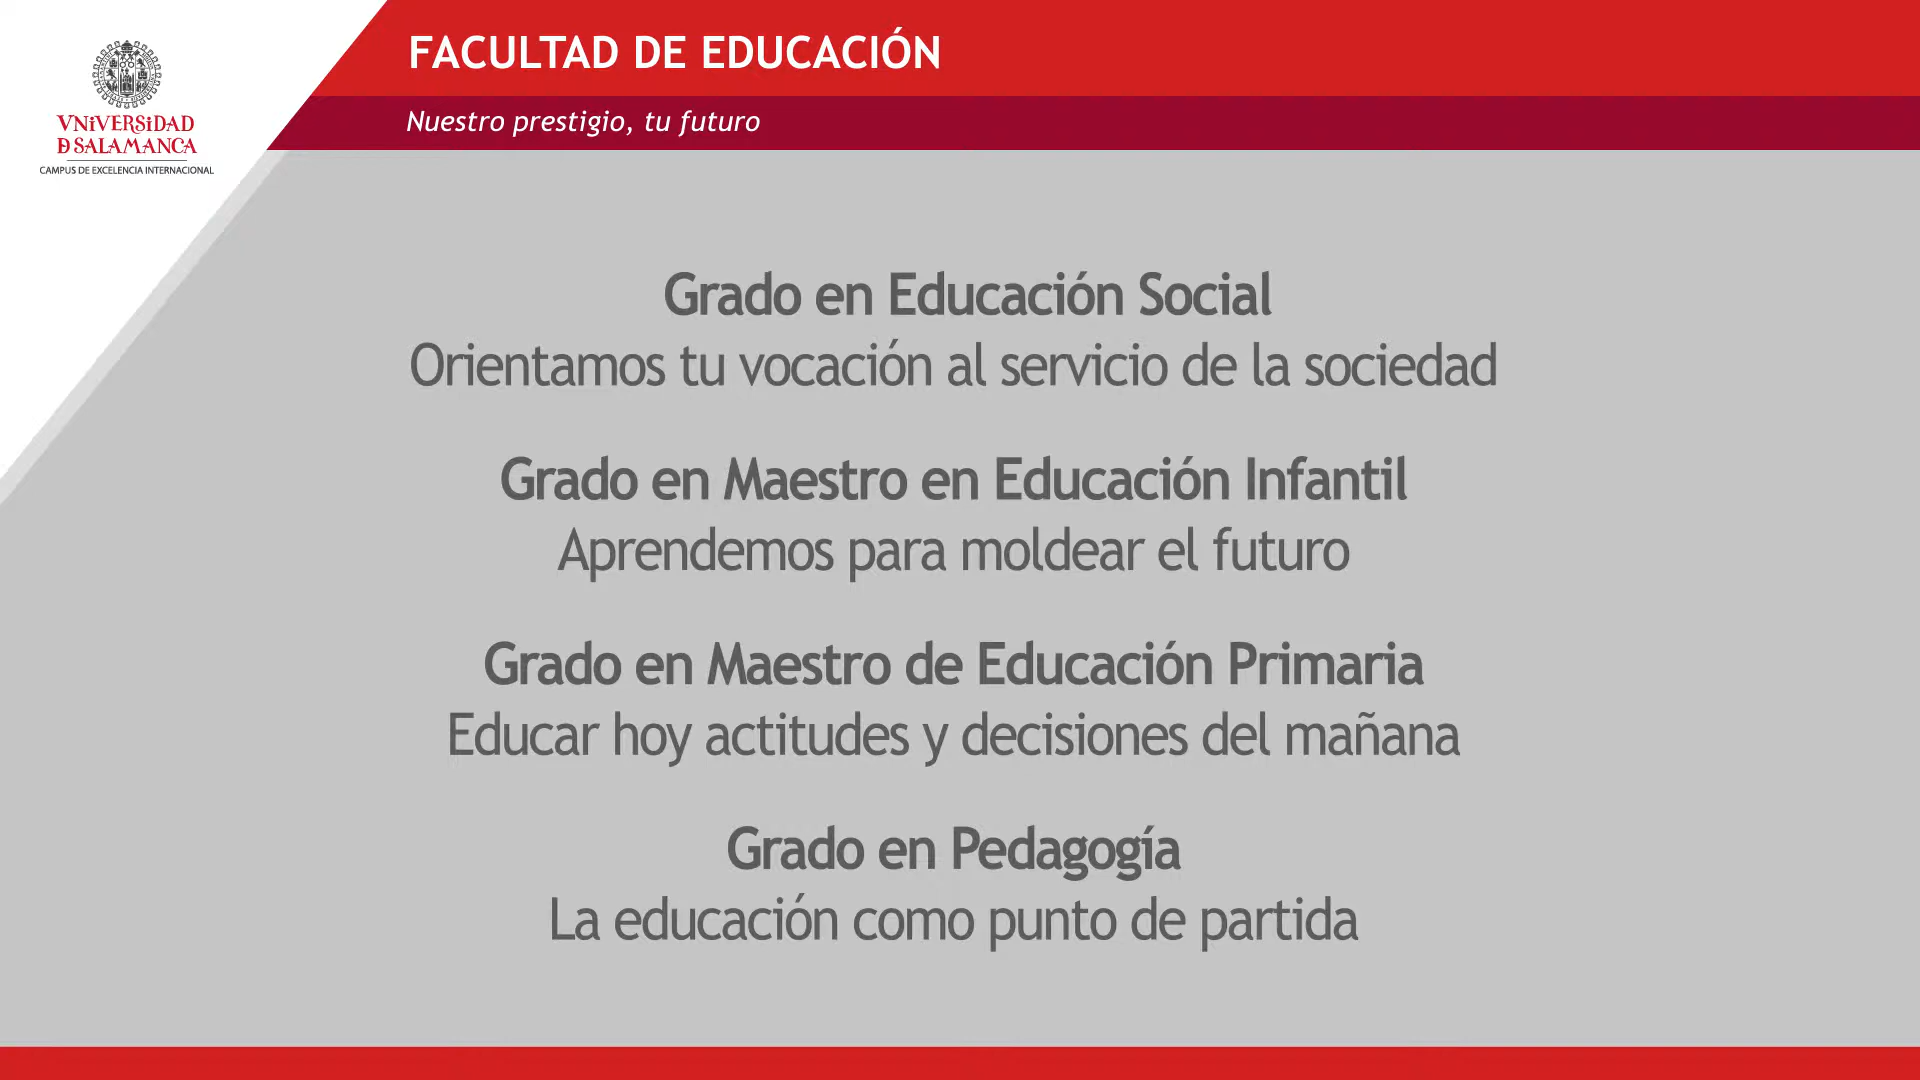 VNiVERSiDAD
D SALAMANCA
CAMPUS DE EXCELENCIA INTERNACIONAL
FACULTAD DE EDUCACIÓN
Nuestro prestigio, tu futuro
Grado en Educación Social
Orientamos tu vocación al servicio de la sociedad
Grado en Maestro en Educación Infantil
Aprendemos para moldear el futuro
Grado en Maestro de Educación Primaria
Educar hoy actitudes y decisiones del mañana
Grado en Pedagogía
La educación como punto de partida